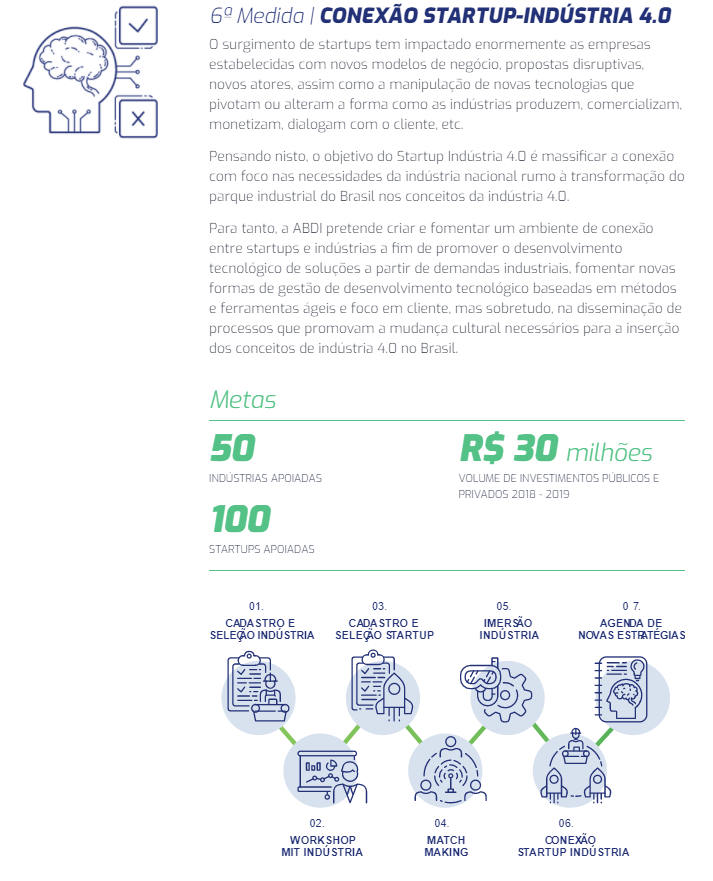 6ª Medida | CONEXÃO STARTUP-INDÚSTRIA 4.0
O surgimento de startups tem impactado enormemente as empresas
estabelecidas com novos modelos de negócio, propostas disruptivas,
novos atores, assim como a manipulação de novas tecnologias que
pivotam ou alteram a forma como as indústrias produzem, comercializam,
monetizam, dialogam com o cliente, etc.
Pensando nisto, o objetivo do Startup Indústria 4.0 é massificar a conexão
com foco nas necessidades da indústria nacional rumo à transformação do
parque industrial do Brasil nos conceitos da indústria 4.0.
Para tanto, a ABDI pretende criar e fomentar um ambiente de conexão
entre startups e indústrias a fim de promover o desenvolvimento
tecnológico de soluções a partir de demandas industriais, fomentar novas
formas de gestão de desenvolvimento tecnológico baseadas em métodos
e ferramentas ágeis e foco em cliente, mas sobretudo, na disseminação de
processos que promovam a mudança cultural necessários para a inserção
dos conceitos de indústria 4.0 no Brasil.
Metas
50
INDÚSTRIAS APOIADAS
100
STARTUPS APOIADAS
R$ 30 milhões
VOLUME DE INVESTIMENTOS PÚBLICOS E
PRIVADOS 2018 - 2019
01.
CADASTRO E
SELEÇÃO INDÚSTRIA
02.
WORKSHOP
MIT INDÚSTRIA
03.
CADASTRO E
SELEÇÃO STARTUP
04.
MATCH
MAKING
05.
IMERSÃO
INDÚSTRIA
06.
CONEXÃO
STARTUP INDÚSTRIA
0 7.
AGENDA DE
NOVAS ESTRATÉGIAS